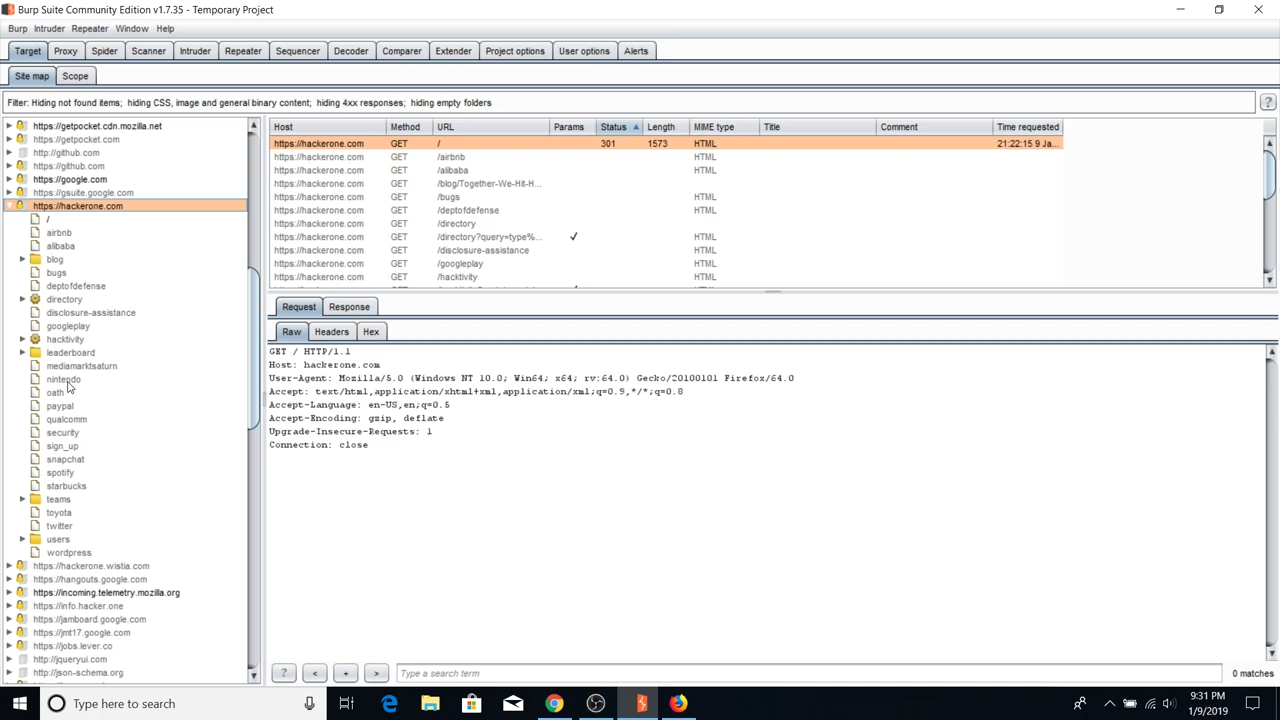 Burp Suite Community Edition v1.7.35 - Temporary Project
Burp Intruder Repeater Window Help
Target Proxy Spider Scanner Intruder Repeater Sequencer Decoder Comparer Extender Project options User options Alerts
Site map Scope
Filter: Hiding not found items; hiding CSS, image and general binary content; hiding 4xx responses; hiding empty folders ?
https://getpocket.cdn.mozilla.net
https://getpocket.com
http://github.com
https://github.com
https://google.com
https://gsuite.google.com
https://hackerone.com
/
airbnb
alibaba
blog
bugs
deptofdefense
directory
disclosure-assistance
googleplay
hacktivity
leaderboard
mediamarktsaturn
nintendo
oath
paypal
qualcomm
security
sign_up
snapchat
spotify
starbucks
teams
toyota
twitter
users
wordpress
https://hackerone.wistia.com
https://hangouts.google.com
https://incoming.telemetry.mozilla.org
https://info.hacker.one
https://jamboard.google.com
https://jmt17.google.com
https://jobs.lever.co
http://jqueryui.com
http://json-schema.org
Host Method URL Params Status Length MIME type Title Comment Time requested
https://hackerone.com GET / 301 1573 HTML 21:22:15 9 Ja...
https://hackerone.com GET /airbnb HTML
https://hackerone.com GET /alibaba HTML
https://hackerone.com GET /blog/Together-We-Hit-H...
https://hackerone.com GET /bugs HTML
https://hackerone.com GET /deptofdefense HTML
https://hackerone.com GET /directory
https://hackerone.com GET /directory?query=type%... ✓ HTML
https://hackerone.com GET /disclosure-assistance HTML
https://hackerone.com GET /googleplay HTML
https://hackerone.com GET /hacktivity HTML
Request Response
Raw Headers Hex
GET / HTTP/1.1
Host: hackerone.com
User-Agent: Mozilla/5.0 (Windows NT 10.0; Win64; x64; rv:64.0) Gecko/20100101 Firefox/64.0
Accept: text/html,application/xhtml+xml,application/xml;q=0.9,*/*;q=0.8
Accept-Language: en-US,en;q=0.5
Accept-Encoding: gzip, deflate
Upgrade-Insecure-Requests: 1
Connection: close
? < + > Type a search term 0 matches
Type here to search
9:31 PM
1/9/2019